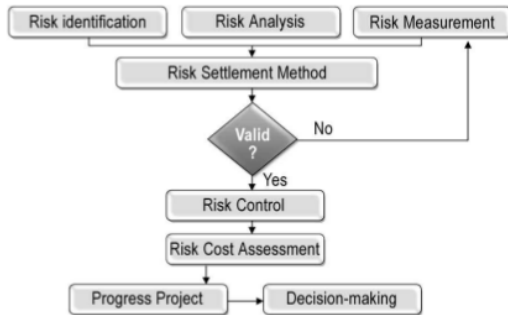 Risk identification
Risk Analysis
Risk Measurement
Risk Settlement Method
Valid
?
No
Yes
Risk Control
Risk Cost Assessment
Progress Project
Decision-making